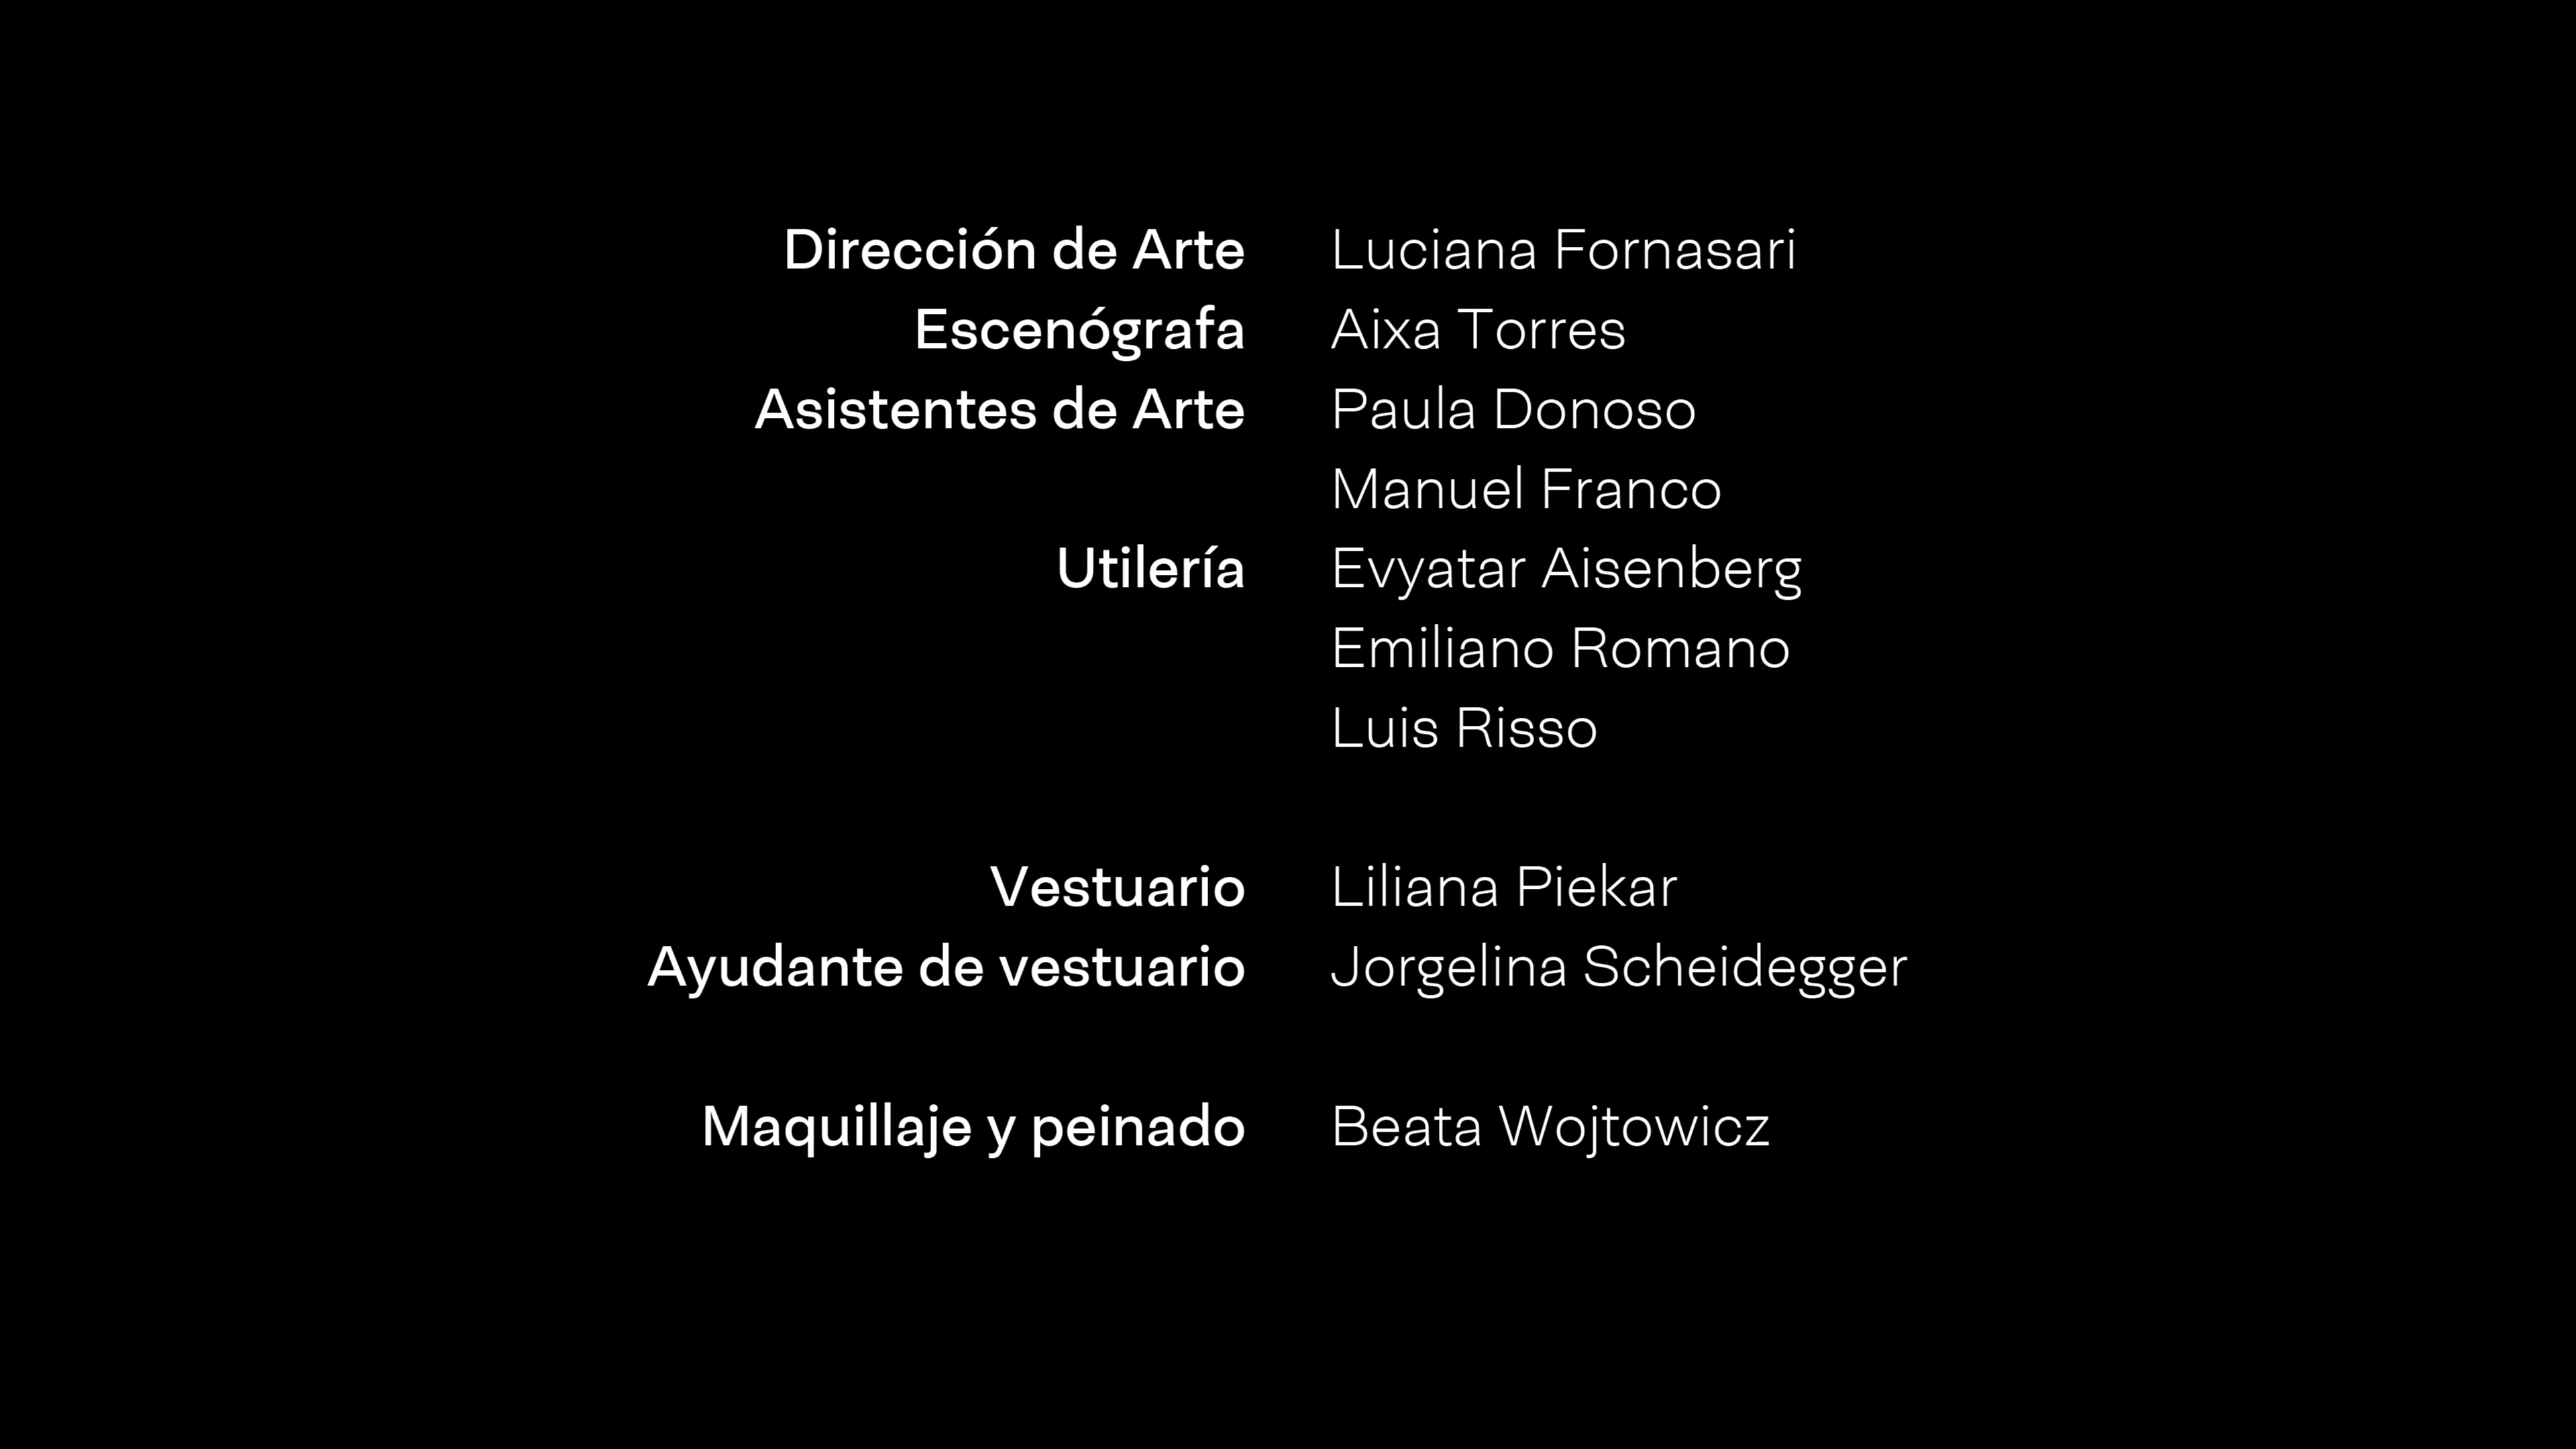 Dirección de Arte Luciana Fornasari
Escenógrafa Aixa Torres
Asistentes de Arte Paula Donoso
Manuel Franco
Utilería Evyatar Aisenberg
Emiliano Romano
Luis Risso
Vestuario Liliana Piekar
Ayudante de vestuario Jorgelina Scheidegger
Maquillaje y peinado Beata Wojtowicz